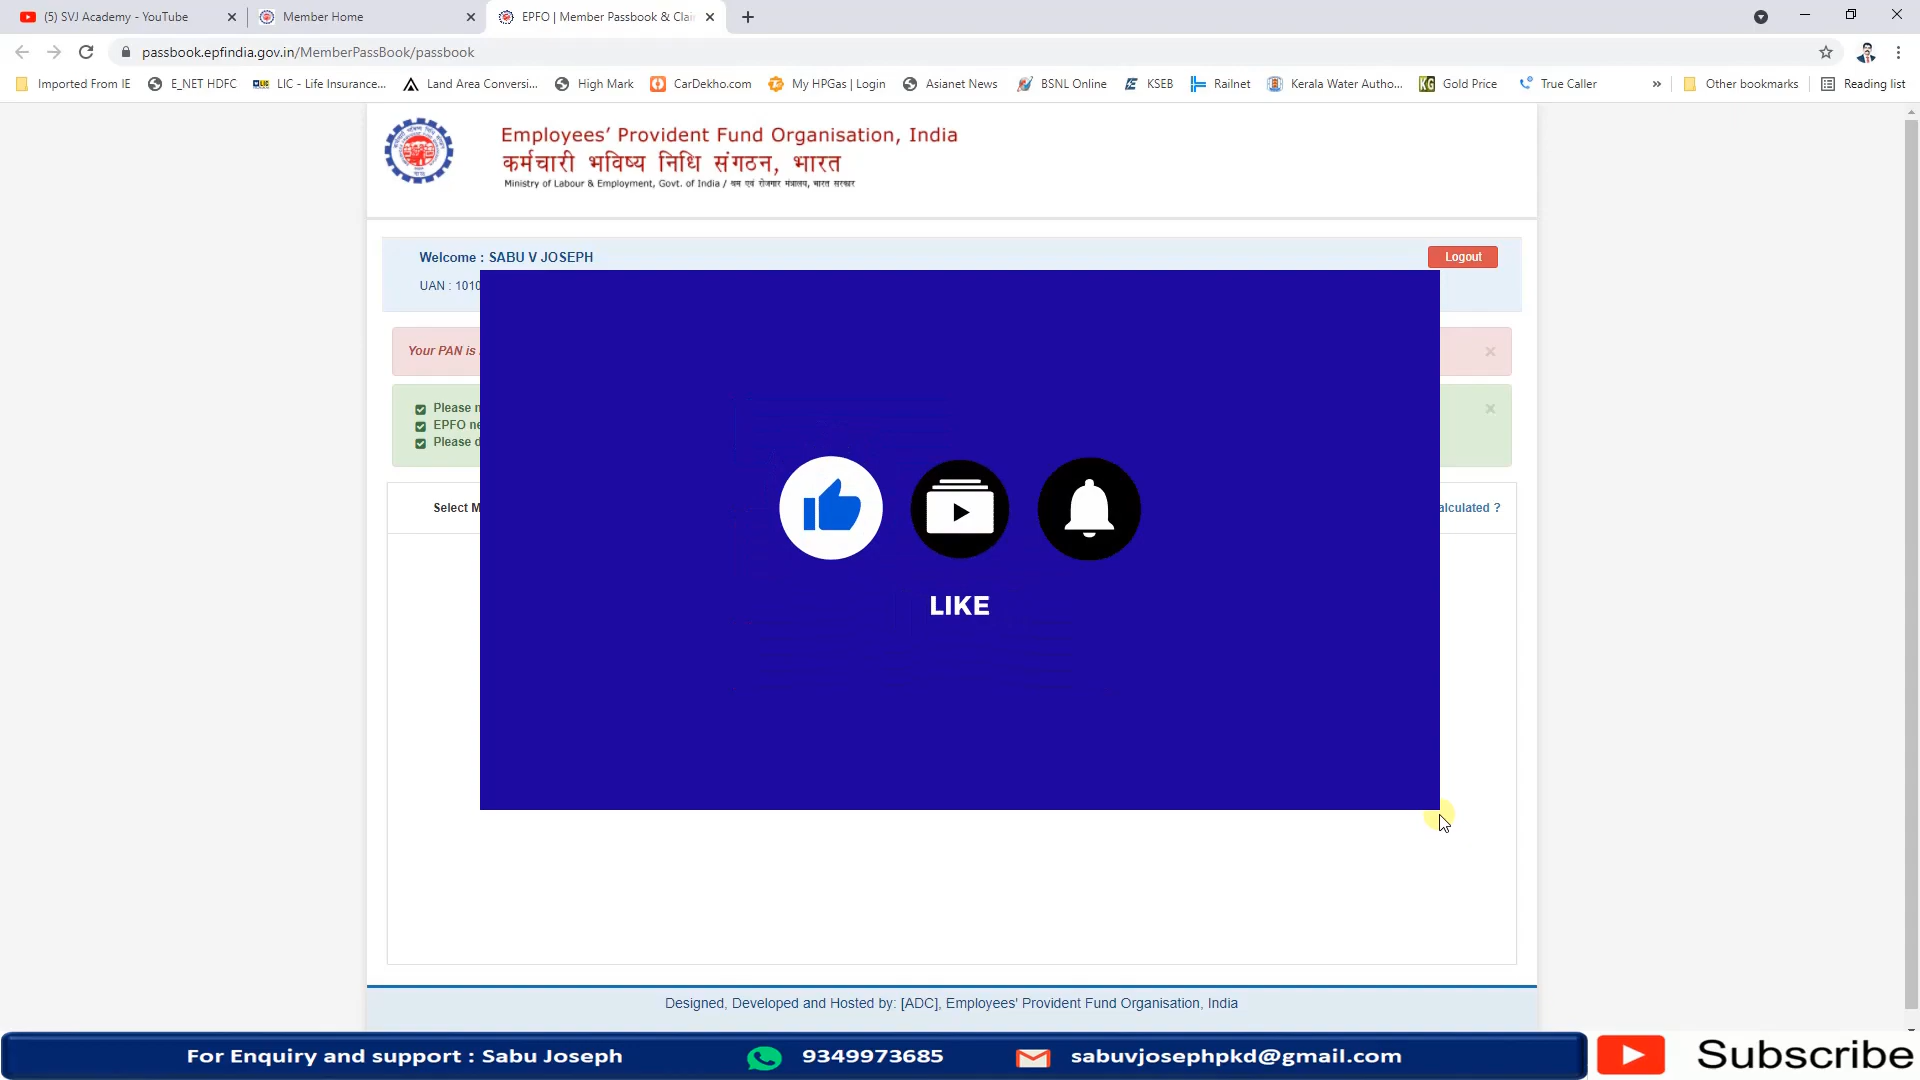 (5) SVJ Academy - YouTube
Member Home
EPFO | Member Passbook & Clai
passbook.epfindia.gov.in/MemberPassBook/passbook
Imported From IE
E_NET HDFC
LIC - Life Insurance...
Land Area Conversi...
High Mark
CarDekho.com
My HPGas | Login
Asianet News
BSNL Online
KSEB
Railnet
Kerala Water Autho...
Gold Price
True Caller
»
Other bookmarks
Reading list
Employees’ Provident Fund Organisation, India
कर्मचारी भविष्य निधि संगठन, भारत
Ministry of Labour & Employment, Govt. of India / श्रम एवं रोजगार मंत्रालय, भारत सरकार
Welcome : SABU V JOSEPH
Logout
UAN : 1010
Your PAN is
Please
EPFO ne
Please d
Select M
alculated ?
LIKE
Designed, Developed and Hosted by: [ADC], Employees' Provident Fund Organisation, India
For Enquiry and support : Sabu Joseph
9349973685
sabuvjosephpkd@gmail.com
Subscribe